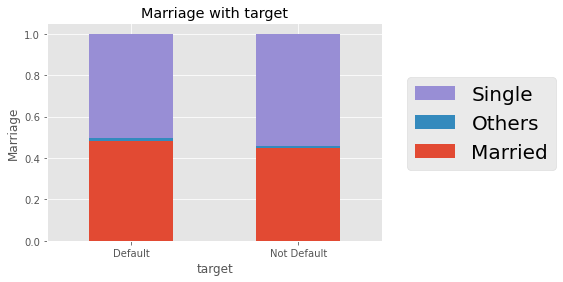 Marriage with target
1.0
0.8
0.6
0.4
0.2
0.0
Marriage
Default
Not Default
target
Single
Others
Married